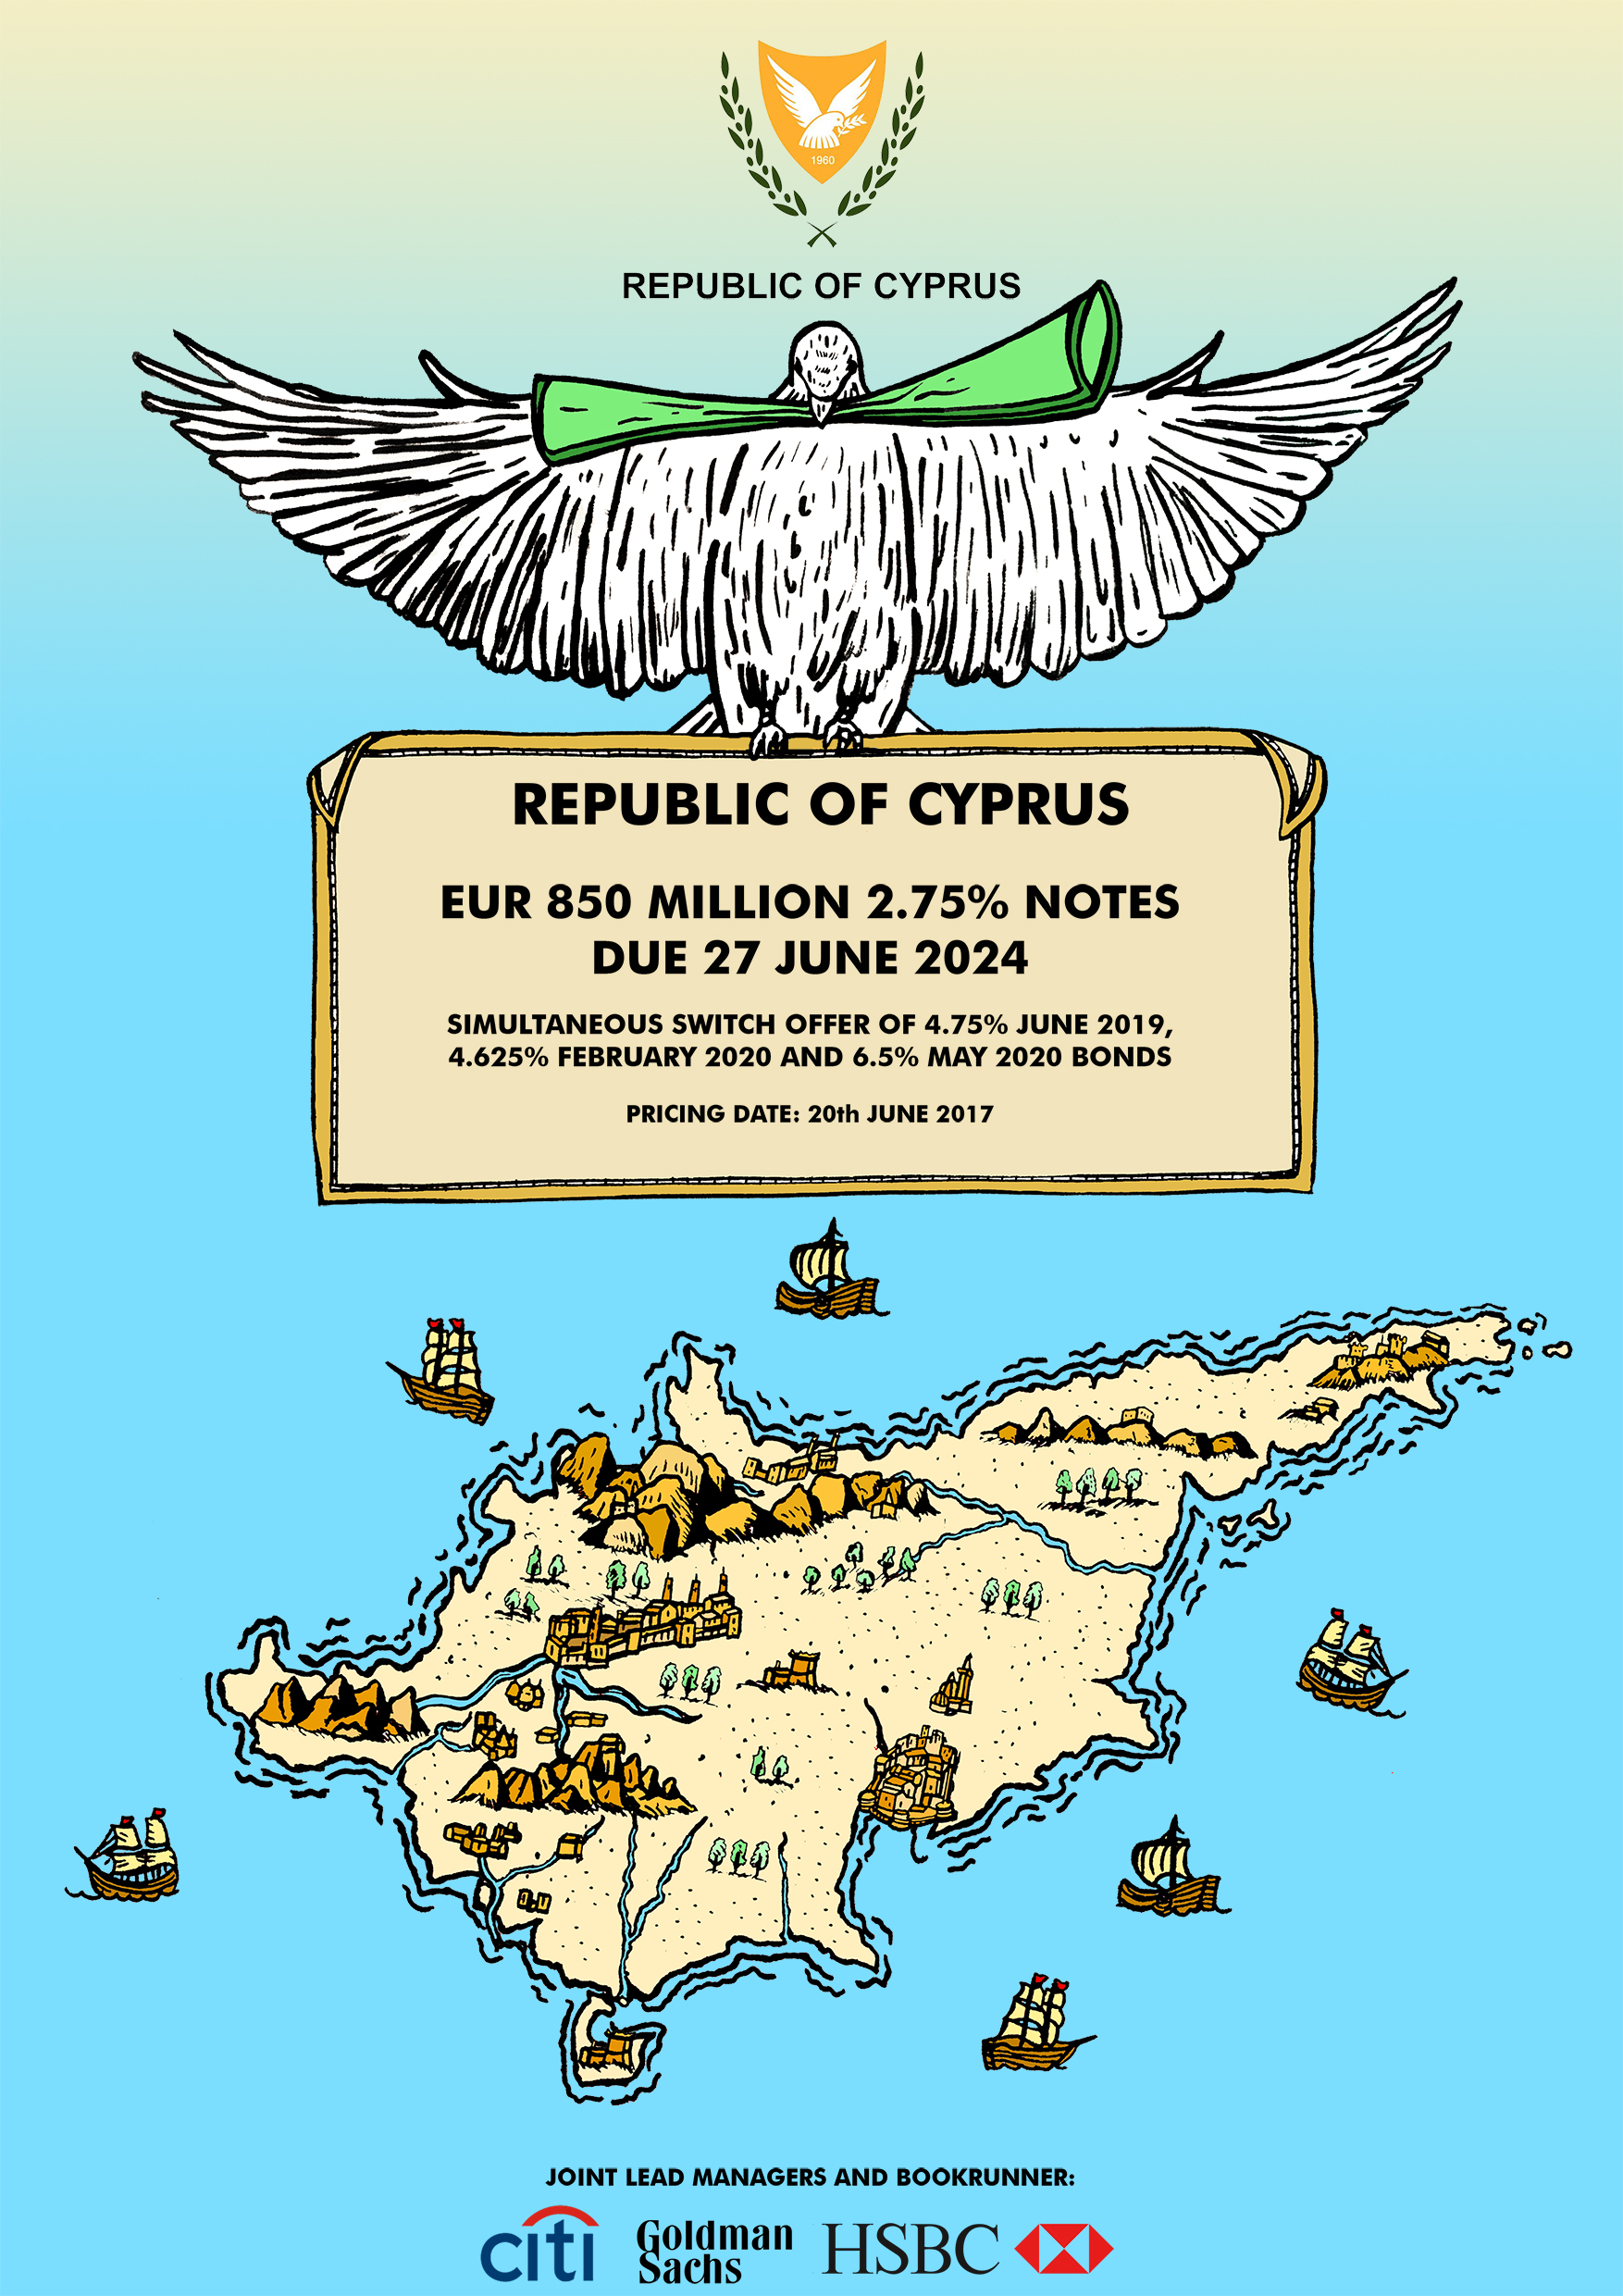 1960
REPUBLIC OF CYPRUS
REPUBLIC OF CYPRUS
EUR 850 MILLION 2.75% NOTES
DUE 27 JUNE 2024
SIMULTANEOUS SWITCH OFFER OF 4.75% JUNE 2019,
4.625% FEBRUARY 2020 AND 6.5% MAY 2020 BONDS
PRICING DATE: 20th JUNE 2017
JOINT LEAD MANAGERS AND BOOKRUNNER:
citi Goldman Sachs HSBC